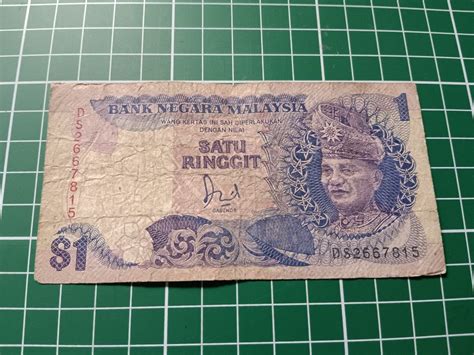 BANK NEGARA MALAYSIA
1
WANG KERTAS INI SAH DIPERLAKUKAN
DENGAN NILAI
SATU
RINGGIT
GABENOR
DS2667815
$1
DS2667815